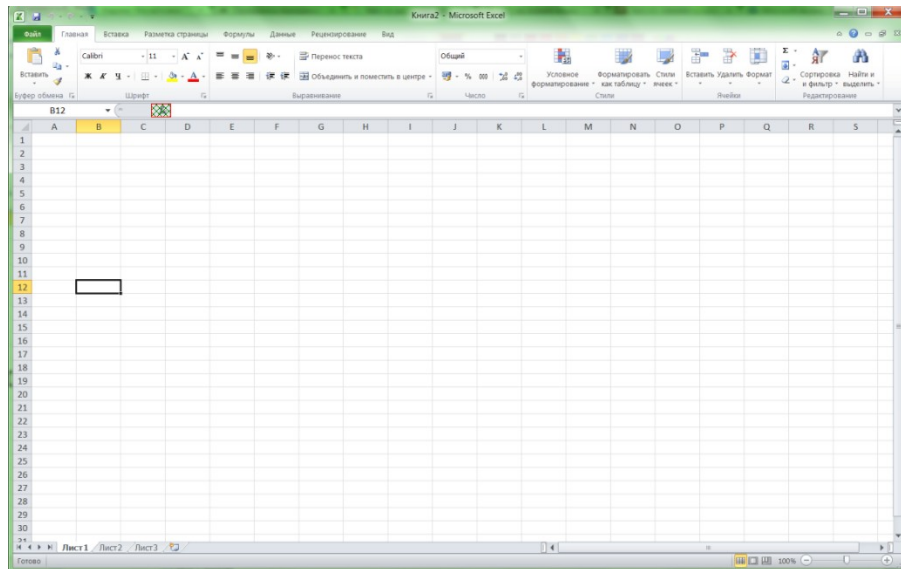 Книга2 - Microsoft Excel
Файл Главная Вставка Разметка страницы Формулы Данные Рецензирование Вид
Вставить
Calibri 11
Ж К Ч
Перенос текста
Объединить и поместить в центре
Общий
% 000
Условное форматирование
Форматировать как таблицу
Стили ячеек
Вставить Удалить Формат
Σ
Сортировка и фильтр
Найти и выделить
Буфер обмена Шрифт Выравнивание Число Стили Ячейки Редактирование
B12
A B C D E F G H I J K L M N O P Q R S
1
2
3
4
5
6
7
8
9
10
11
12
13
14
15
16
17
18
19
20
21
22
23
24
25
26
27
28
29
30
31
Лист1 Лист2 Лист3
Готово 100%